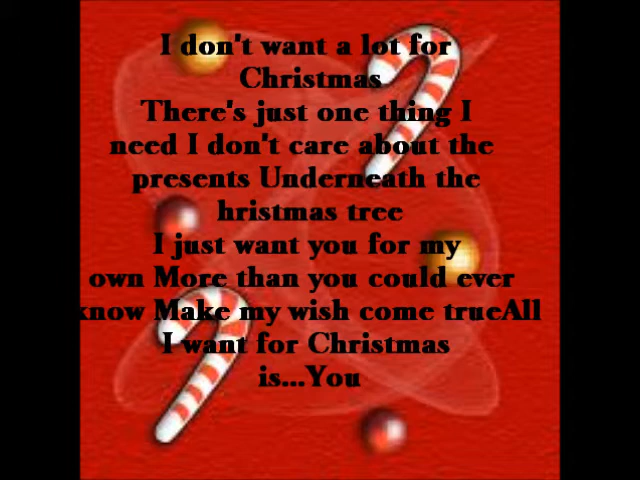 I don't want a lot for
Christmas
There's just one thing I
need I don't care about the
presents Underneath the
hristmas tree
I just want you for my
own More than you could ever
know Make my wish come trueAll
I want for Christmas
is...You